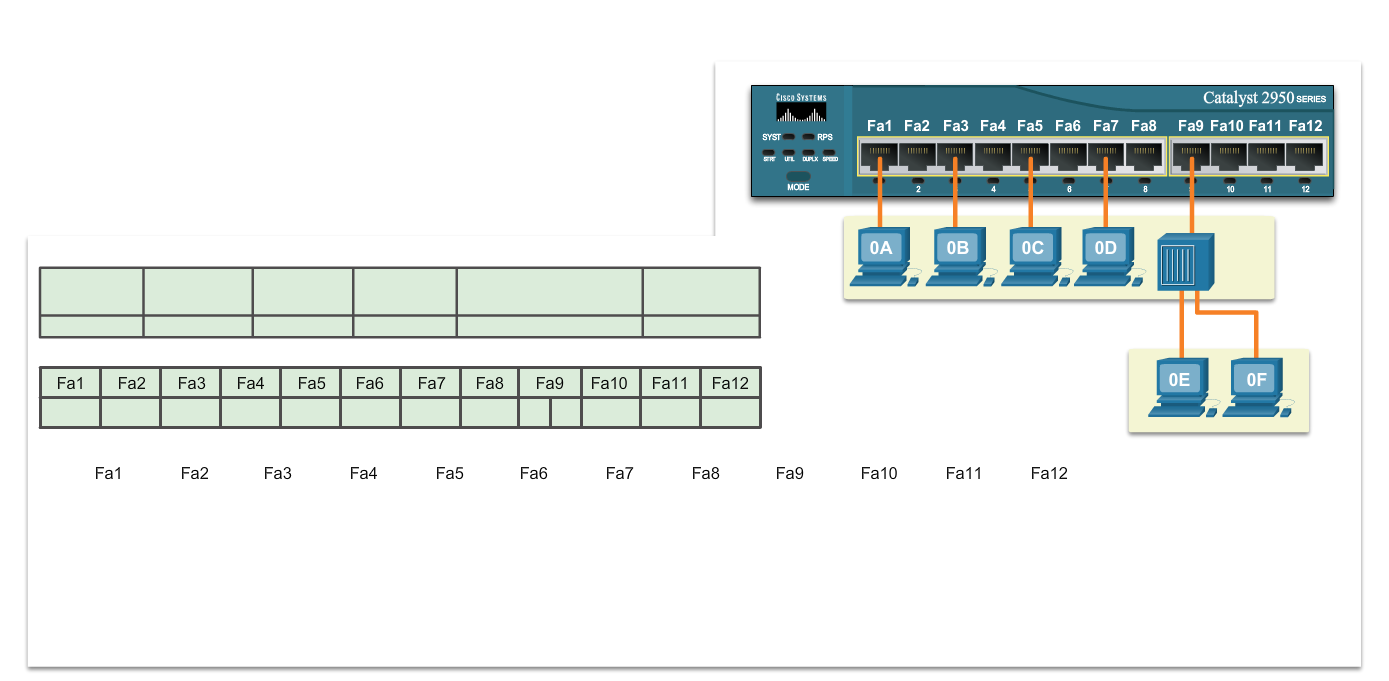 CISCO SYSTEMS
Catalyst 2950 SERIES
Fa1 Fa2 Fa3 Fa4 Fa5 Fa6 Fa7 Fa8 Fa9 Fa10 Fa11 Fa12
SYST RPS
STRT UTIL DUPLX SPEED
MODE
2 4 6 8 10 11 12
0A 0B 0C 0D
0E 0F
Fa1 Fa2 Fa3 Fa4 Fa5 Fa6 Fa7 Fa8 Fa9 Fa10 Fa11 Fa12
Fa1 Fa2 Fa3 Fa4 Fa5 Fa6 Fa7 Fa8 Fa9 Fa10 Fa11 Fa12